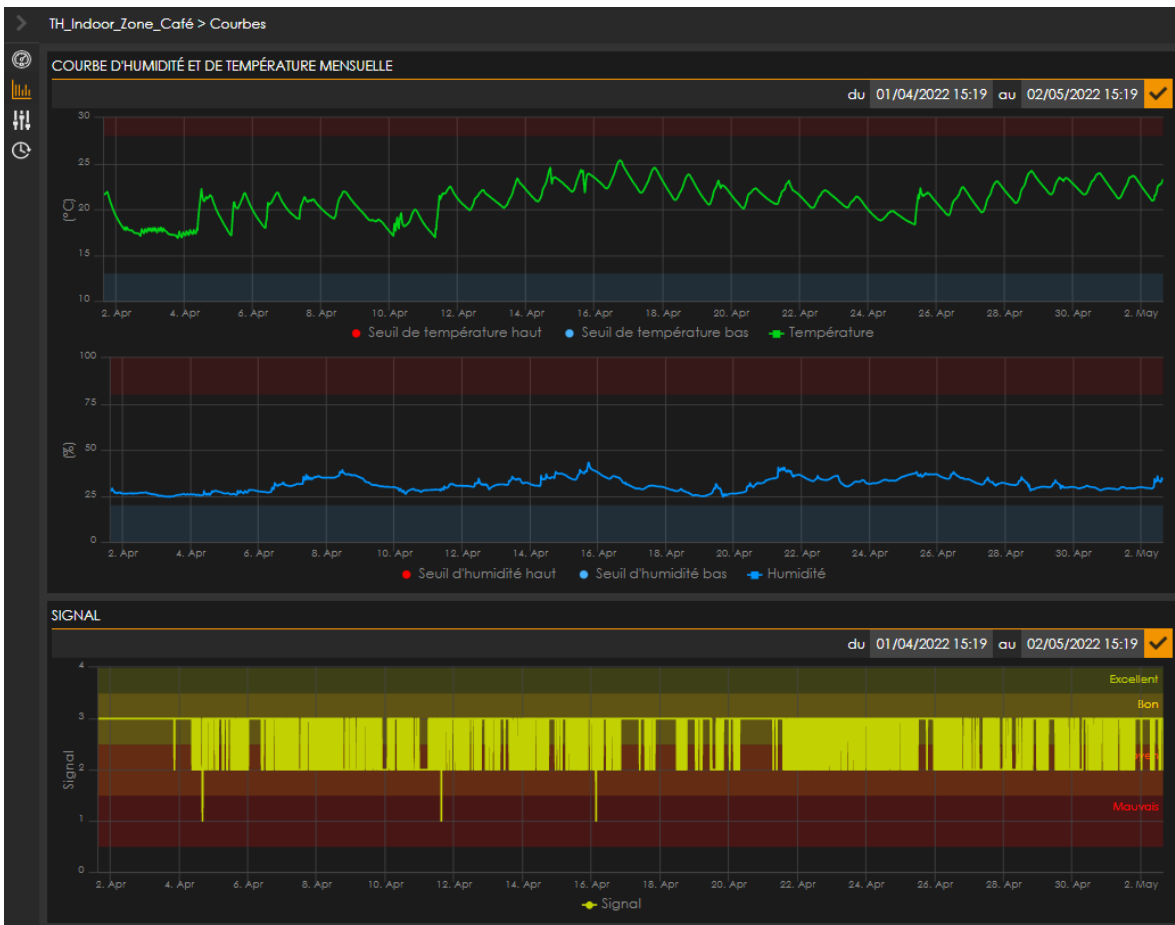 TH_Indoor_Zone_Café > Courbes
COURBE D'HUMIDITÉ ET DE TEMPÉRATURE MENSUELLE
du 01/04/2022 15:19 au 02/05/2022 15:19
30
25
20
15
10
(°C)
2. Apr 4. Apr 6. Apr 8. Apr 10. Apr 12. Apr 14. Apr 16. Apr 18. Apr 20. Apr 22. Apr 24. Apr 26. Apr 28. Apr 30. Apr 2. May
Seuil de température haut Seuil de température bas Température
100
75
50
25
0
(%)
2. Apr 4. Apr 6. Apr 8. Apr 10. Apr 12. Apr 14. Apr 16. Apr 18. Apr 20. Apr 22. Apr 24. Apr 26. Apr 28. Apr 30. Apr 2. May
Seuil d'humidité haut Seuil d'humidité bas Humidité
SIGNAL
du 01/04/2022 15:19 au 02/05/2022 15:19
4
3
2
1
0
Signal
Excellent
Bon
Mauvais
2. Apr 4. Apr 6. Apr 8. Apr 10. Apr 12. Apr 14. Apr 16. Apr 18. Apr 20. Apr 22. Apr 24. Apr 26. Apr 28. Apr 30. Apr 2. May
Signal